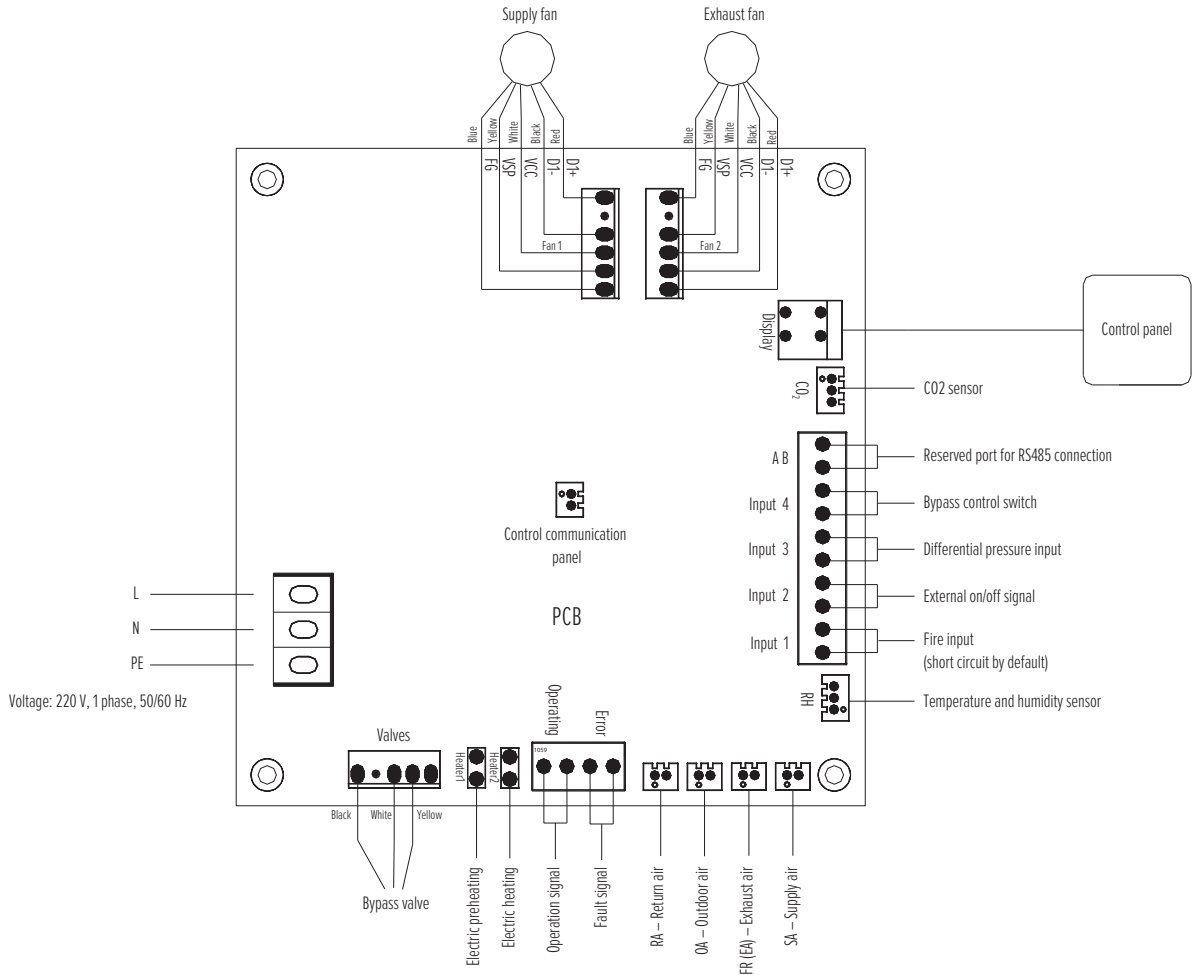 Supply fan
Exhaust fan
Blue
Yellow
White
Black
Red
Blue
Yellow
White
Black
Red
FG
VSP
VCC
D1-
D1+
FG
VSP
VCC
D1-
D1+
Fan 1
Fan 2
Display
Control panel
CO2
CO2 sensor
A B
Reserved port for RS485 connection
Input 4
Bypass control switch
Control communication
panel
Input 3
Differential pressure input
L
Input 2
External on/off signal
N
PCB
Input 1
Fire input
(short circuit by default)
PE
Voltage: 220 V, 1 phase, 50/60 Hz
RH
Temperature and humidity sensor
Valves
Heater1
Heater2
Operating
Error
1059
Black
White
Yellow
Bypass valve
Electric preheating
Electric heating
Operation signal
Fault signal
RA – Return air
OA – Outdoor air
FR (EA) – Exhaust air
SA – Supply air